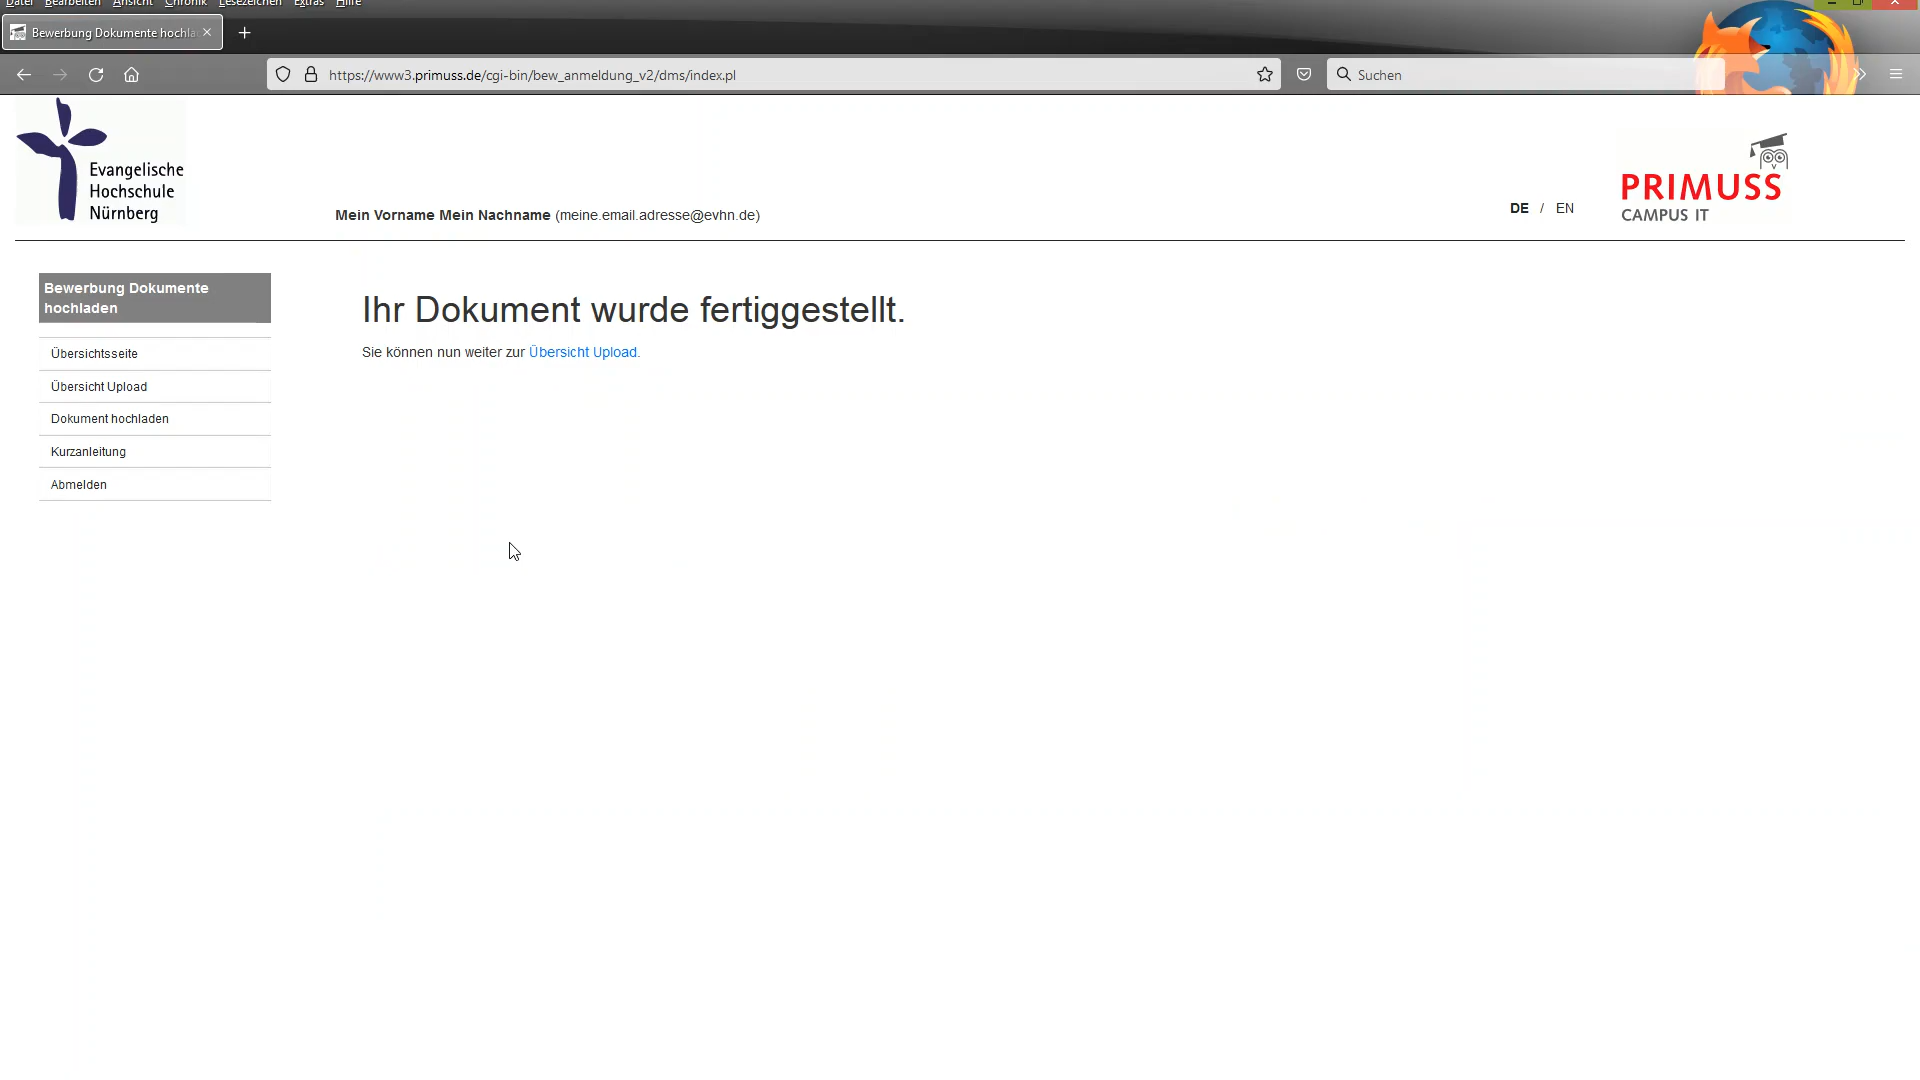 Datei Bearbeiten Ansicht Chronik Lesezeichen Extras Hilfe
Bewerbung Dokumente hochla
https://www3.primuss.de/cgi-bin/bew_anmeldung_v2/dms/index.pl
Suchen
Evangelische
Hochschule
Nürnberg
Mein Vorname Mein Nachname (meine.email.adresse@evhn.de)
DE / EN
PRIMUSS
CAMPUS IT
Bewerbung Dokumente
hochladen
Übersichtsseite
Übersicht Upload
Dokument hochladen
Kurzanleitung
Abmelden
Ihr Dokument wurde fertiggestellt.
Sie können nun weiter zur Übersicht Upload.